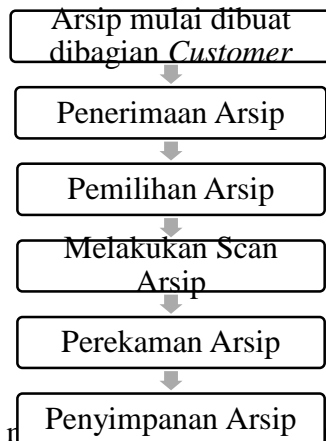 Arsip mulai dibuat
dibagian Customer
Penerimaan Arsip
Pemilihan Arsip
Melakukan Scan
Arsip
Perekaman Arsip
Penyimpanan Arsip